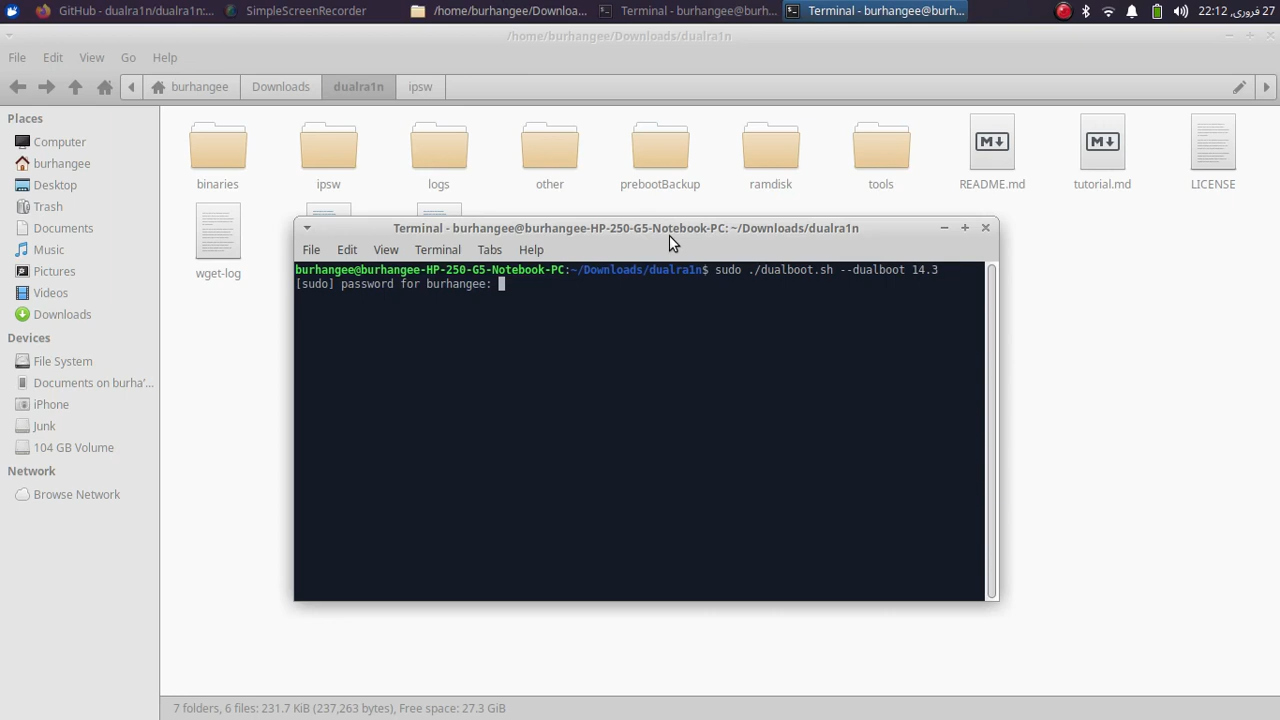 GitHub - dualra1n/dualra1n:...
SimpleScreenRecorder
/home/burhangee/Downloa...
Terminal - burhangee@burh...
Terminal - burhangee@burh...
27 فروری, 22:12
/home/burhangee/Downloads/dualra1n
File Edit View Go Help
burhangee Downloads dualra1n ipsw
Places
Computer
burhangee
Desktop
Trash
Documents
Music
Pictures
Videos
Downloads
Devices
File System
Documents on burha'...
iPhone
Junk
104 GB Volume
Network
Browse Network
binaries ipsw logs other prebootBackup ramdisk tools README.md tutorial.md LICENSE
wget-log
Terminal - burhangee@burhangee-HP-250-G5-Notebook-PC: ~/Downloads/dualra1n
File Edit View Terminal Tabs Help
burhangee@burhangee-HP-250-G5-Notebook-PC:~/Downloads/dualra1n$ sudo ./dualboot.sh --dualboot 14.3
[sudo] password for burhangee:
7 folders, 6 files: 231.7 KiB (237,263 bytes), Free space: 27.3 GiB